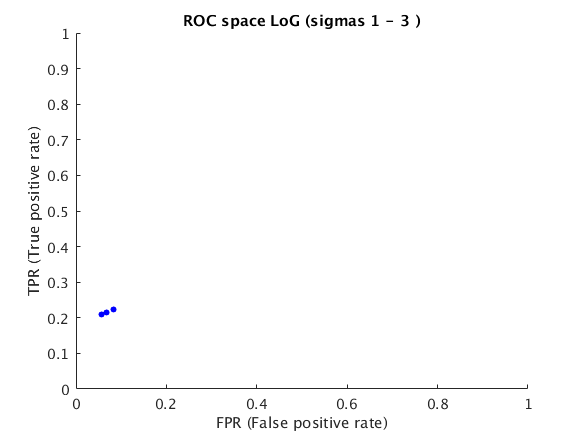 ROC space LoG (sigmas 1 - 3 )
TPR (True positive rate)
1
0.9
0.8
0.7
0.6
0.5
0.4
0.3
0.2
0.1
0
0 0.2 0.4 0.6 0.8 1
FPR (False positive rate)